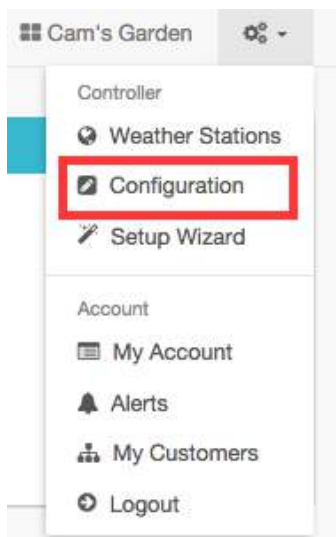 Cam's Garden
Controller
Weather Stations
Configuration
Setup Wizard
Account
My Account
Alerts
My Customers
Logout